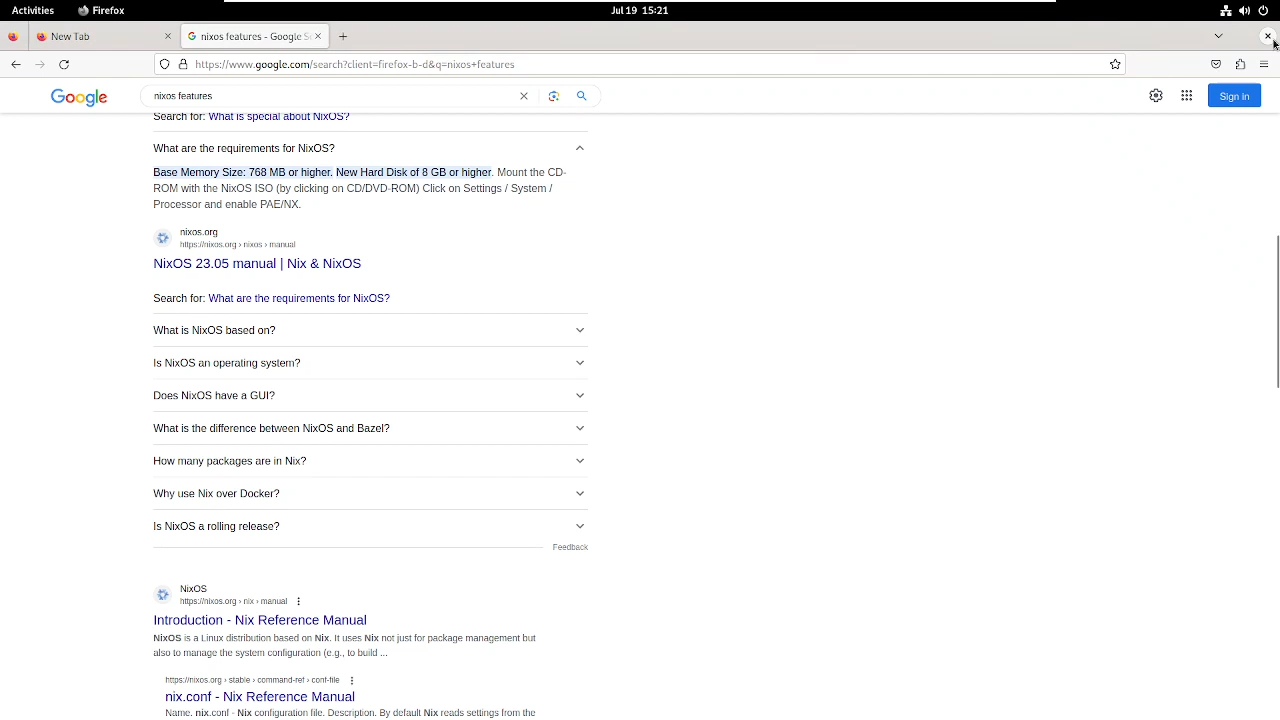 Activities Firefox Jul 19 15:21
New Tab nixos features - Google S
https://www.google.com/search?client=firefox-b-d&q=nixos+features
Google nixos features Sign in
Search for: What is special about NixOS?
What are the requirements for NixOS?
Base Memory Size: 768 MB or higher. New Hard Disk of 8 GB or higher. Mount the CD-
ROM with the NixOS ISO (by clicking on CD/DVD-ROM) Click on Settings / System /
Processor and enable PAE/NX.
nixos.org
https://nixos.org › nixos › manual
NixOS 23.05 manual | Nix & NixOS
Search for: What are the requirements for NixOS?
What is NixOS based on?
Is NixOS an operating system?
Does NixOS have a GUI?
What is the difference between NixOS and Bazel?
How many packages are in Nix?
Why use Nix over Docker?
Is NixOS a rolling release?
Feedback
NixOS
https://nixos.org › nix › manual
Introduction - Nix Reference Manual
NixOS is a Linux distribution based on Nix. It uses Nix not just for package management but
also to manage the system configuration (e.g., to build ...
https://nixos.org › stable › command-ref › conf-file
nix.conf - Nix Reference Manual
Name. nix.conf - Nix configuration file. Description. By default Nix reads settings from the